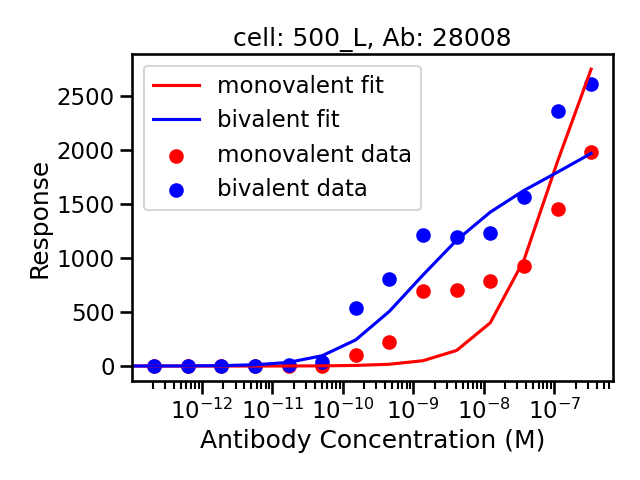 cell: 500_L, Ab: 28008
monovalent fit
bivalent fit
monovalent data
bivalent data
Response
2500
2000
1500
1000
500
0
10⁻¹² 10⁻¹¹ 10⁻¹⁰ 10⁻⁹ 10⁻⁸ 10⁻⁷
Antibody Concentration (M)